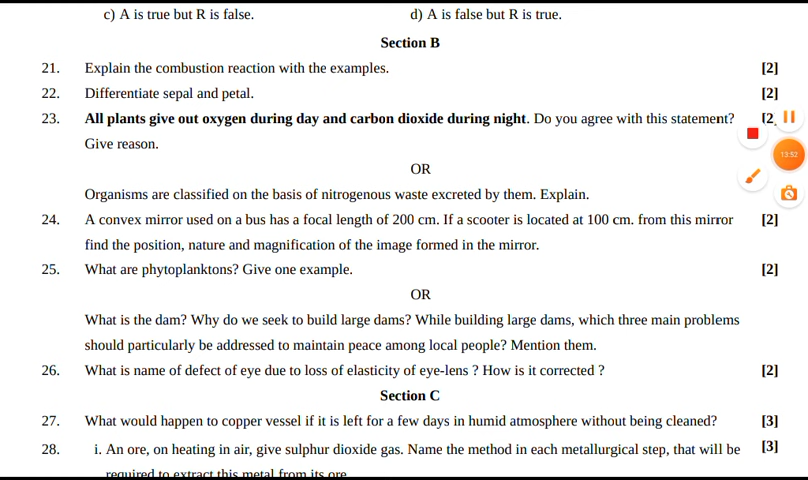 c) A is true but R is false. d) A is false but R is true.
Section B
21. Explain the combustion reaction with the examples. [2]
22. Differentiate sepal and petal. [2]
23. All plants give out oxygen during day and carbon dioxide during night. Do you agree with this statement? [2
Give reason.
OR
Organisms are classified on the basis of nitrogenous waste excreted by them. Explain.
24. A convex mirror used on a bus has a focal length of 200 cm. If a scooter is located at 100 cm. from this mirror [2]
find the position, nature and magnification of the image formed in the mirror.
25. What are phytoplanktons? Give one example. [2]
OR
What is the dam? Why do we seek to build large dams? While building large dams, which three main problems
should particularly be addressed to maintain peace among local people? Mention them.
26. What is name of defect of eye due to loss of elasticity of eye-lens ? How is it corrected ? [2]
Section C
27. What would happen to copper vessel if it is left for a few days in humid atmosphere without being cleaned? [3]
28. i. An ore, on heating in air, give sulphur dioxide gas. Name the method in each metallurgical step, that will be [3]
required to extract this metal from its ore
13:52